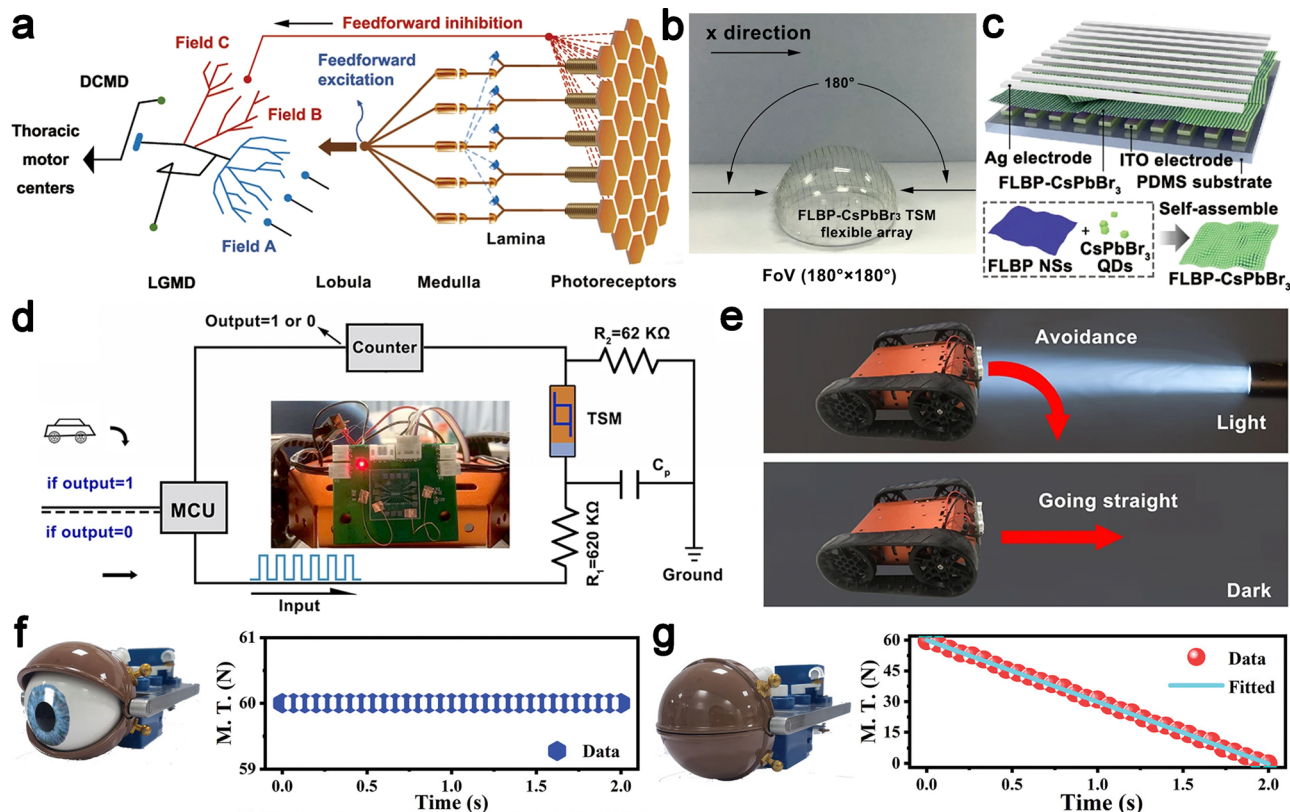 a
Feedforward inihibition
Field C
Feedforward
excitation
DCMD
Field B
Thoracic
motor
centers
Field A
Lamina
LGMD
Lobula
Medulla
Photoreceptors
b
x direction
180°
FLBP-CsPbBr₃ TSM
flexible array
FoV (180°×180°)
c
Ag electrode
ITO electrode
FLBP-CsPbBr₃
PDMS substrate
Self-assemble
+
FLBP NSs
CsPbBr₃
QDs
FLBP-CsPbBr₃
d
Output=1 or 0
Counter
R₂=62 KΩ
TSM
Cₚ
if output=1
MCU
if output=0
R₁=620 KΩ
Ground
Input
e
Avoidance
Light
Going straight
Dark
f
61
60
59
M. T. (N)
Data
0.0 0.5 1.0 1.5 2.0
Time (s)
g
60
45
30
15
0
M. T. (N)
Data
Fitted
0.0 0.5 1.0 1.5 2.0
Time (s)